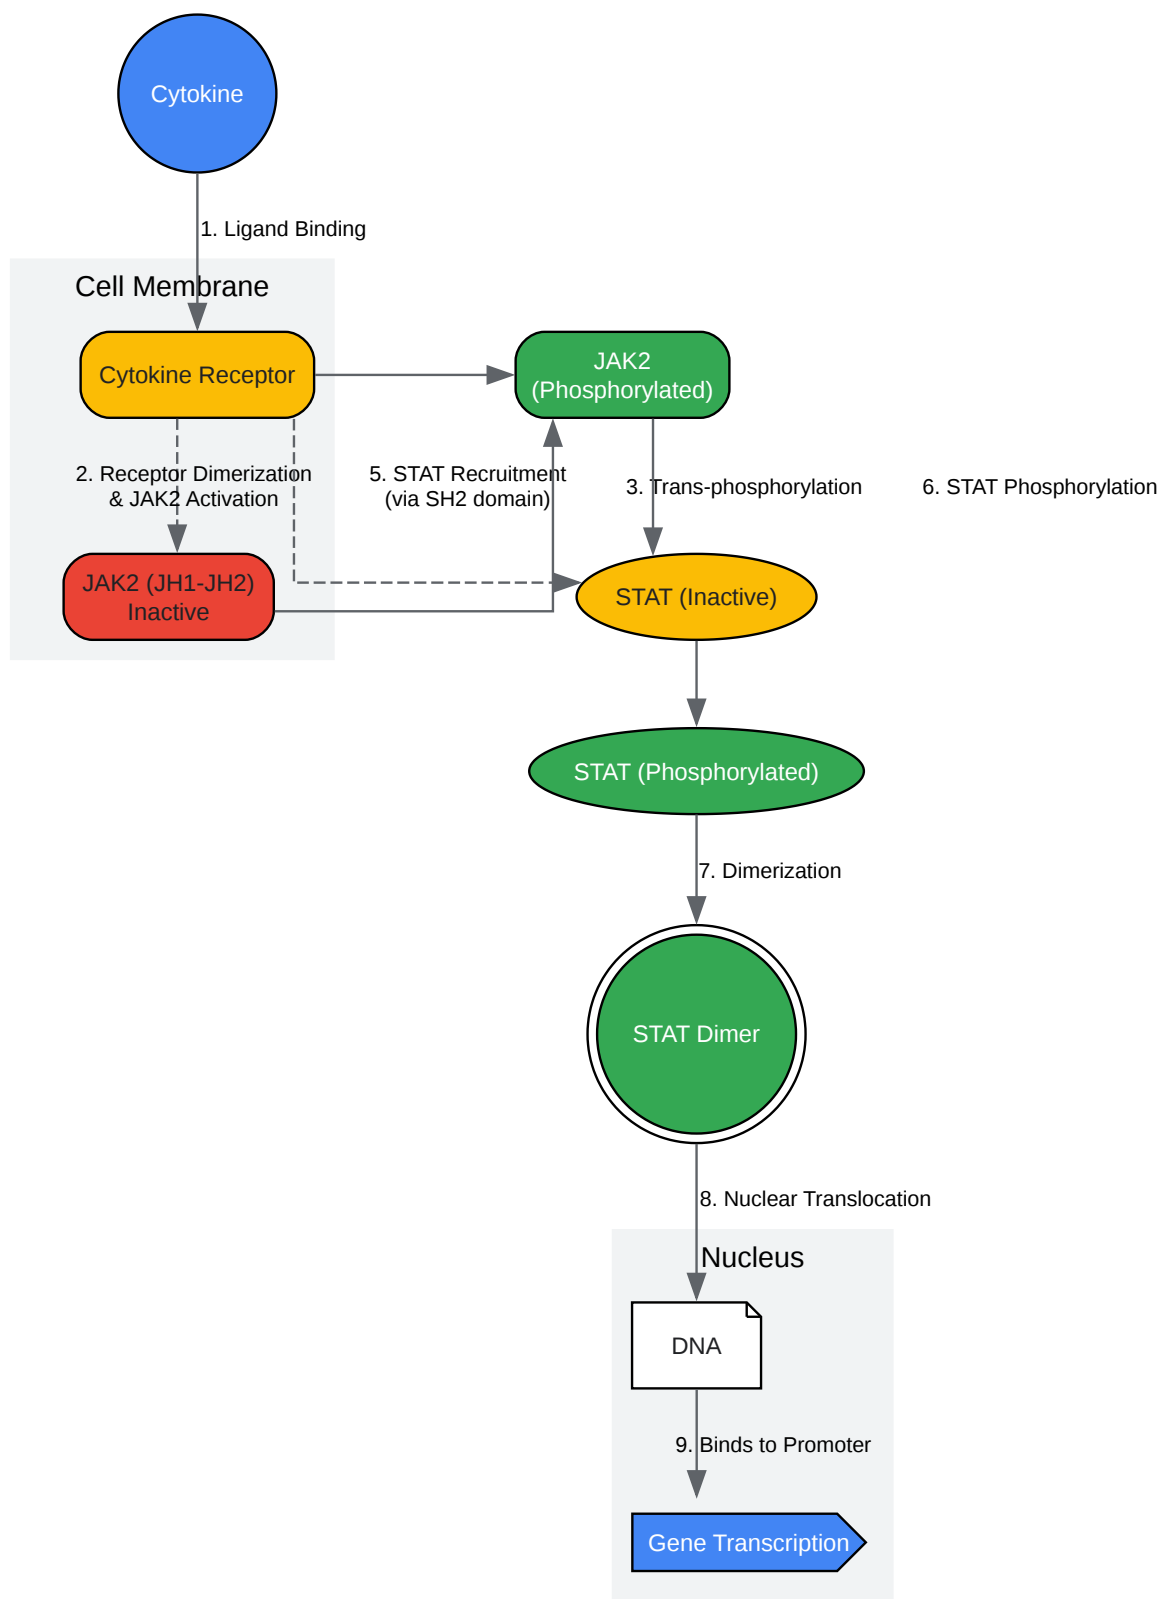 Cytokine
1. Ligand Binding
Cell Membrane
Cytokine Receptor
JAK2
(Phosphorylated)
2. Receptor Dimerization
& JAK2 Activation
5. STAT Recruitment
(via SH2 domain)
3. Trans-phosphorylation
6. STAT Phosphorylation
JAK2 (JH1-JH2)
Inactive
STAT (Inactive)
STAT (Phosphorylated)
7. Dimerization
STAT Dimer
8. Nuclear Translocation
Nucleus
DNA
9. Binds to Promoter
Gene Transcription